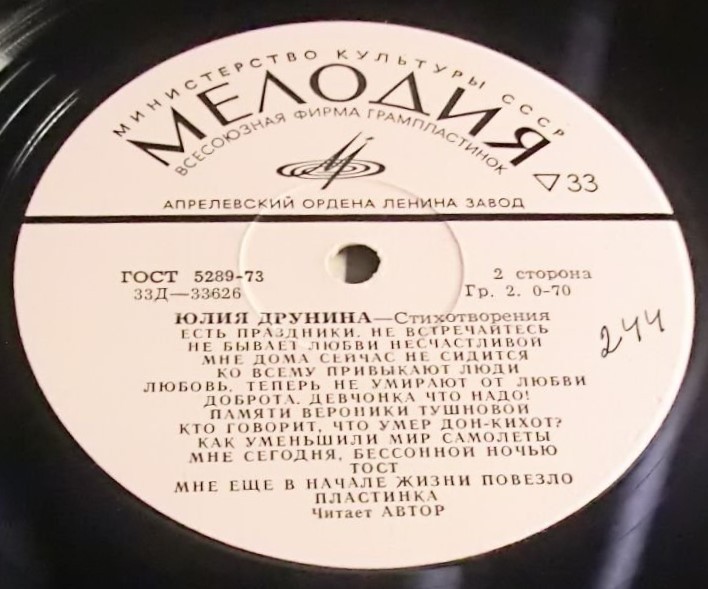 МИНИСТЕРСТВО КУЛЬТУРЫ СССР
МЕЛОДИЯ
ВСЕСОЮЗНАЯ ФИРМА ГРАМПЛАСТИНОК
▽33
АПРЕЛЕВСКИЙ ОРДЕНА ЛЕНИНА ЗАВОД
ГОСТ 5289-73 2 сторона
33Д—33626 Гр. 2. 0-70
ЮЛИЯ ДРУНИНА—Стихотворения
ЕСТЬ ПРАЗДНИКИ. НЕ ВСТРЕЧАЙТЕСЬ
НЕ БЫВАЕТ ЛЮБВИ НЕСЧАСТЛИВОЙ
МНЕ ДОМА СЕЙЧАС НЕ СИДИТСЯ
КО ВСЕМУ ПРИВЫКАЮТ ЛЮДИ
ЛЮБОВЬ. ТЕПЕРЬ НЕ УМИРАЮТ ОТ ЛЮБВИ
ДОБРОТА. ДЕВЧОНКА ЧТО НАДО!
ПАМЯТИ ВЕРОНИКИ ТУШНОВОЙ
КТО ГОВОРИТ, ЧТО УМЕР ДОН-КИХОТ?
КАК УМЕНЬШИЛИ МИР САМОЛЕТЫ
МНЕ СЕГОДНЯ, БЕССОННОЙ НОЧЬЮ
ТОСТ
МНЕ ЕЩЕ В НАЧАЛЕ ЖИЗНИ ПОВЕЗЛО
ПЛАСТИНКА
Читает АВТОР
244